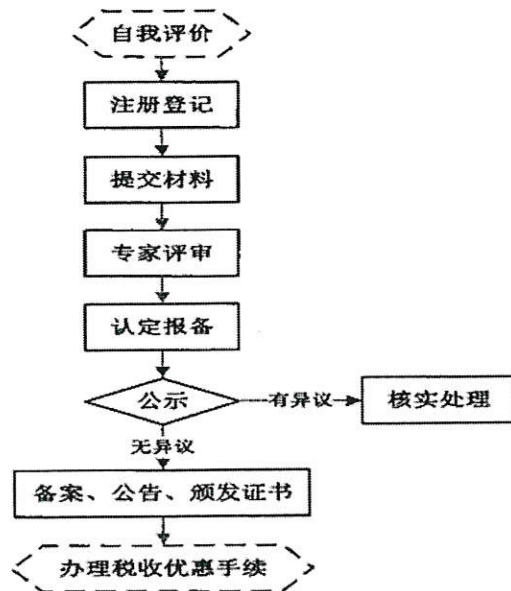 自我评价
注册登记
提交材料
专家评审
认定报备
公示
有异议
核实处理
无异议
备案、公告、颁发证书
办理税收优惠手续